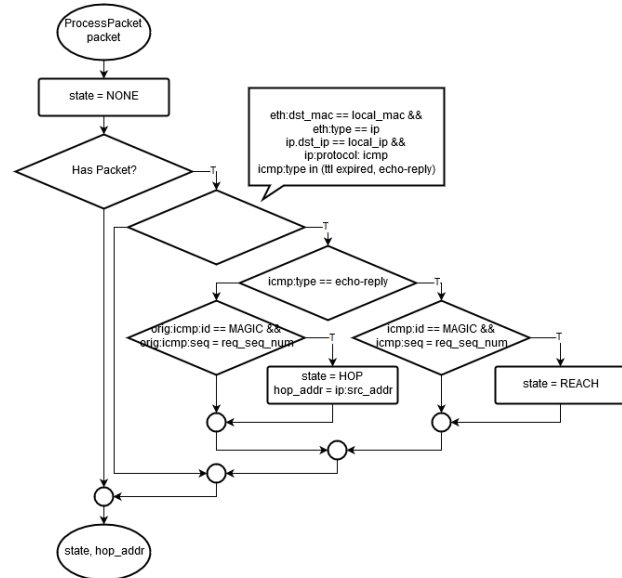 ProcessPacket
packet
state = NONE
eth:dst_mac == local_mac &&
eth:type == ip
ip.dst_ip == local_ip &&
ip:protocol: icmp
icmp:type in (ttl expired, echo-reply)
Has Packet?
T
T
icmp:type == echo-reply
T
orig:icmp:id == MAGIC &&
orig:icmp:seq = req_seq_num
T
icmp:id == MAGIC &&
icmp:seq = req_seq_num
T
state = HOP
hop_addr = ip:src_addr
state = REACH
state, hop_addr